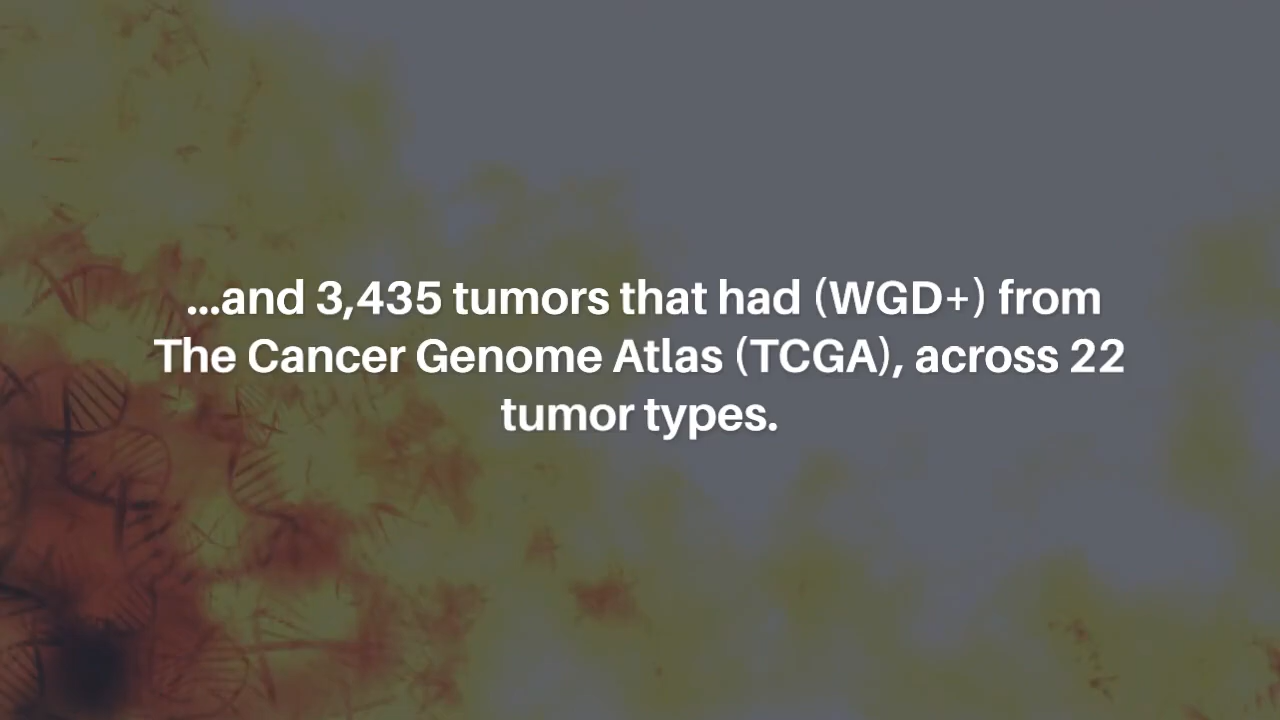 ...and 3,435 tumors that had (WGD+) from
The Cancer Genome Atlas (TCGA), across 22
tumor types.